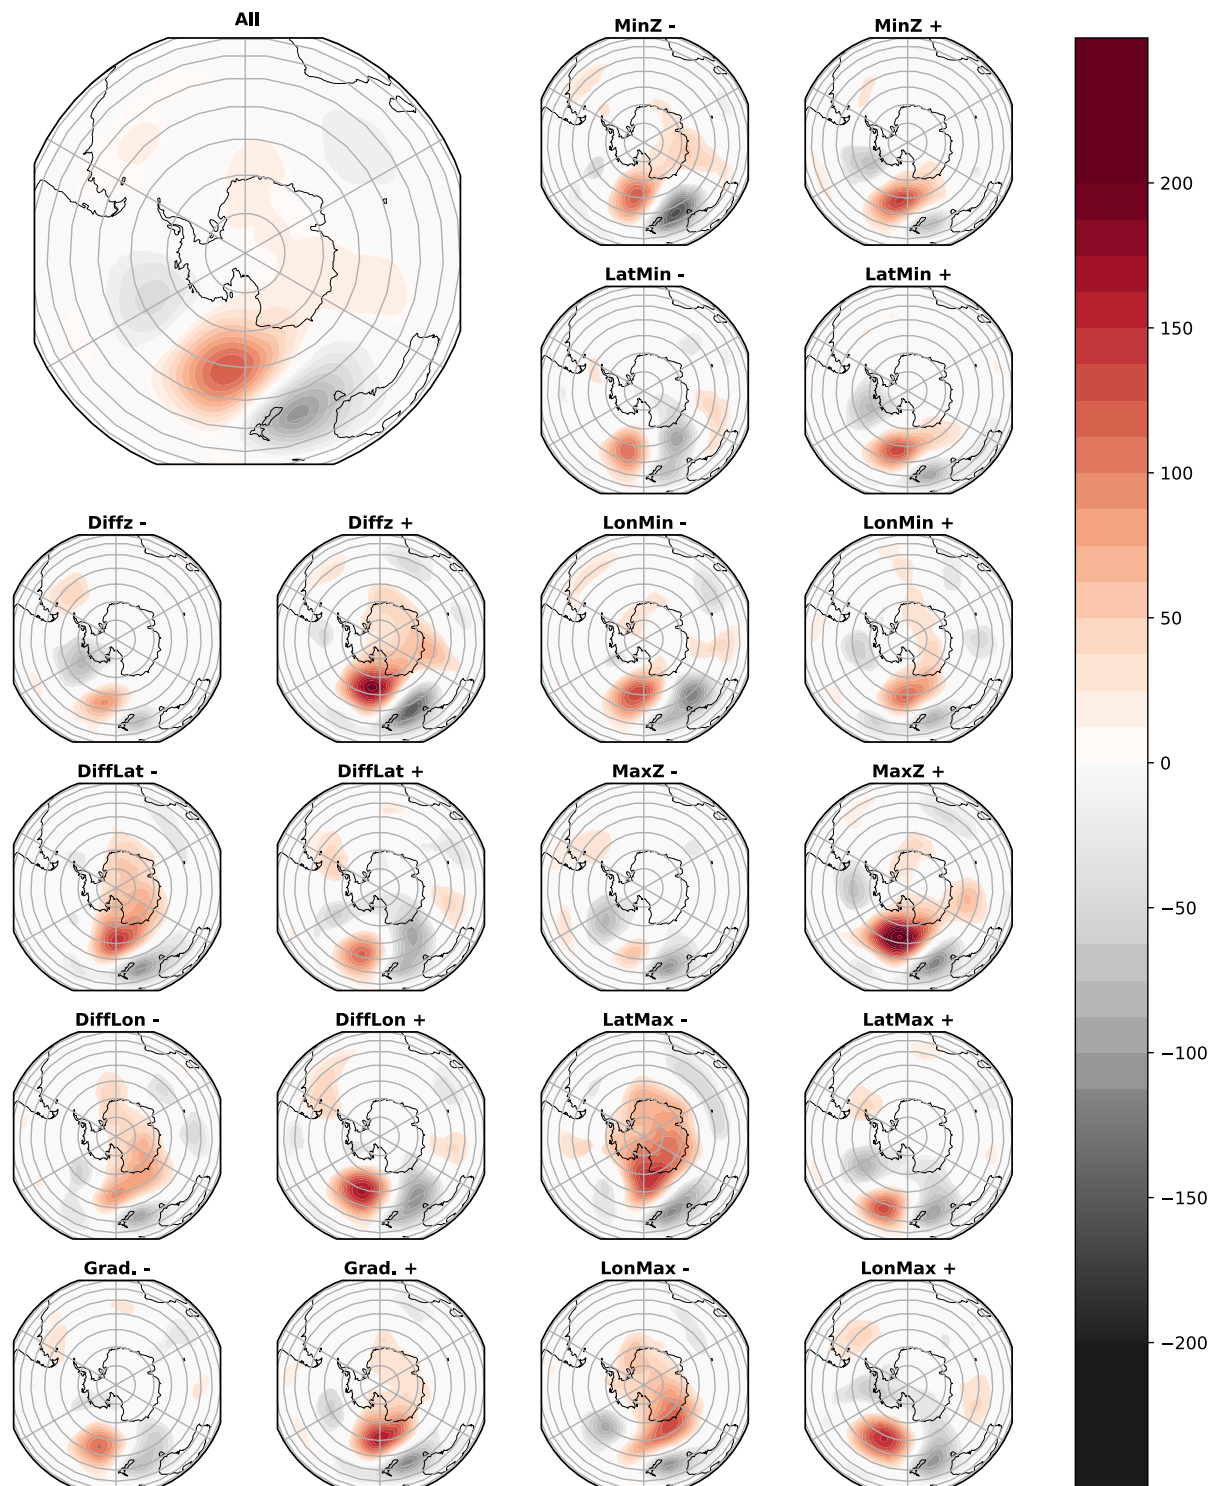 All
MinZ -
MinZ +
200
LatMin -
LatMin +
150
100
Diffz -
Diffz +
LonMin -
LonMin +
50
DiffLat -
DiffLat +
MaxZ -
MaxZ +
0
−50
DiffLon -
DiffLon +
LatMax -
LatMax +
−100
−150
Grad. -
Grad. +
LonMax -
LonMax +
−200